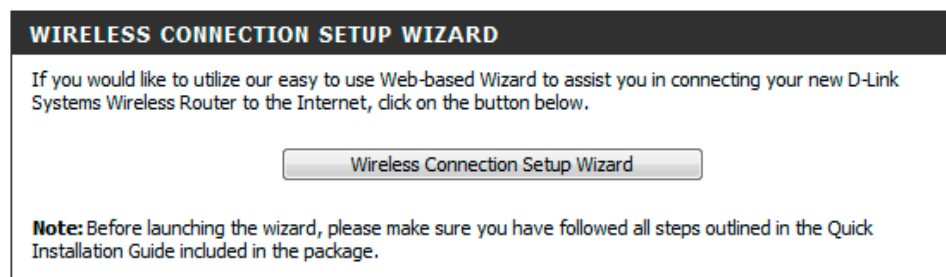 WIRELESS CONNECTION SETUP WIZARD
If you would like to utilize our easy to use Web-based Wizard to assist you in connecting your new D-Link
Systems Wireless Router to the Internet, click on the button below.
Wireless Connection Setup Wizard
Note: Before launching the wizard, please make sure you have followed all steps outlined in the Quick
Installation Guide included in the package.